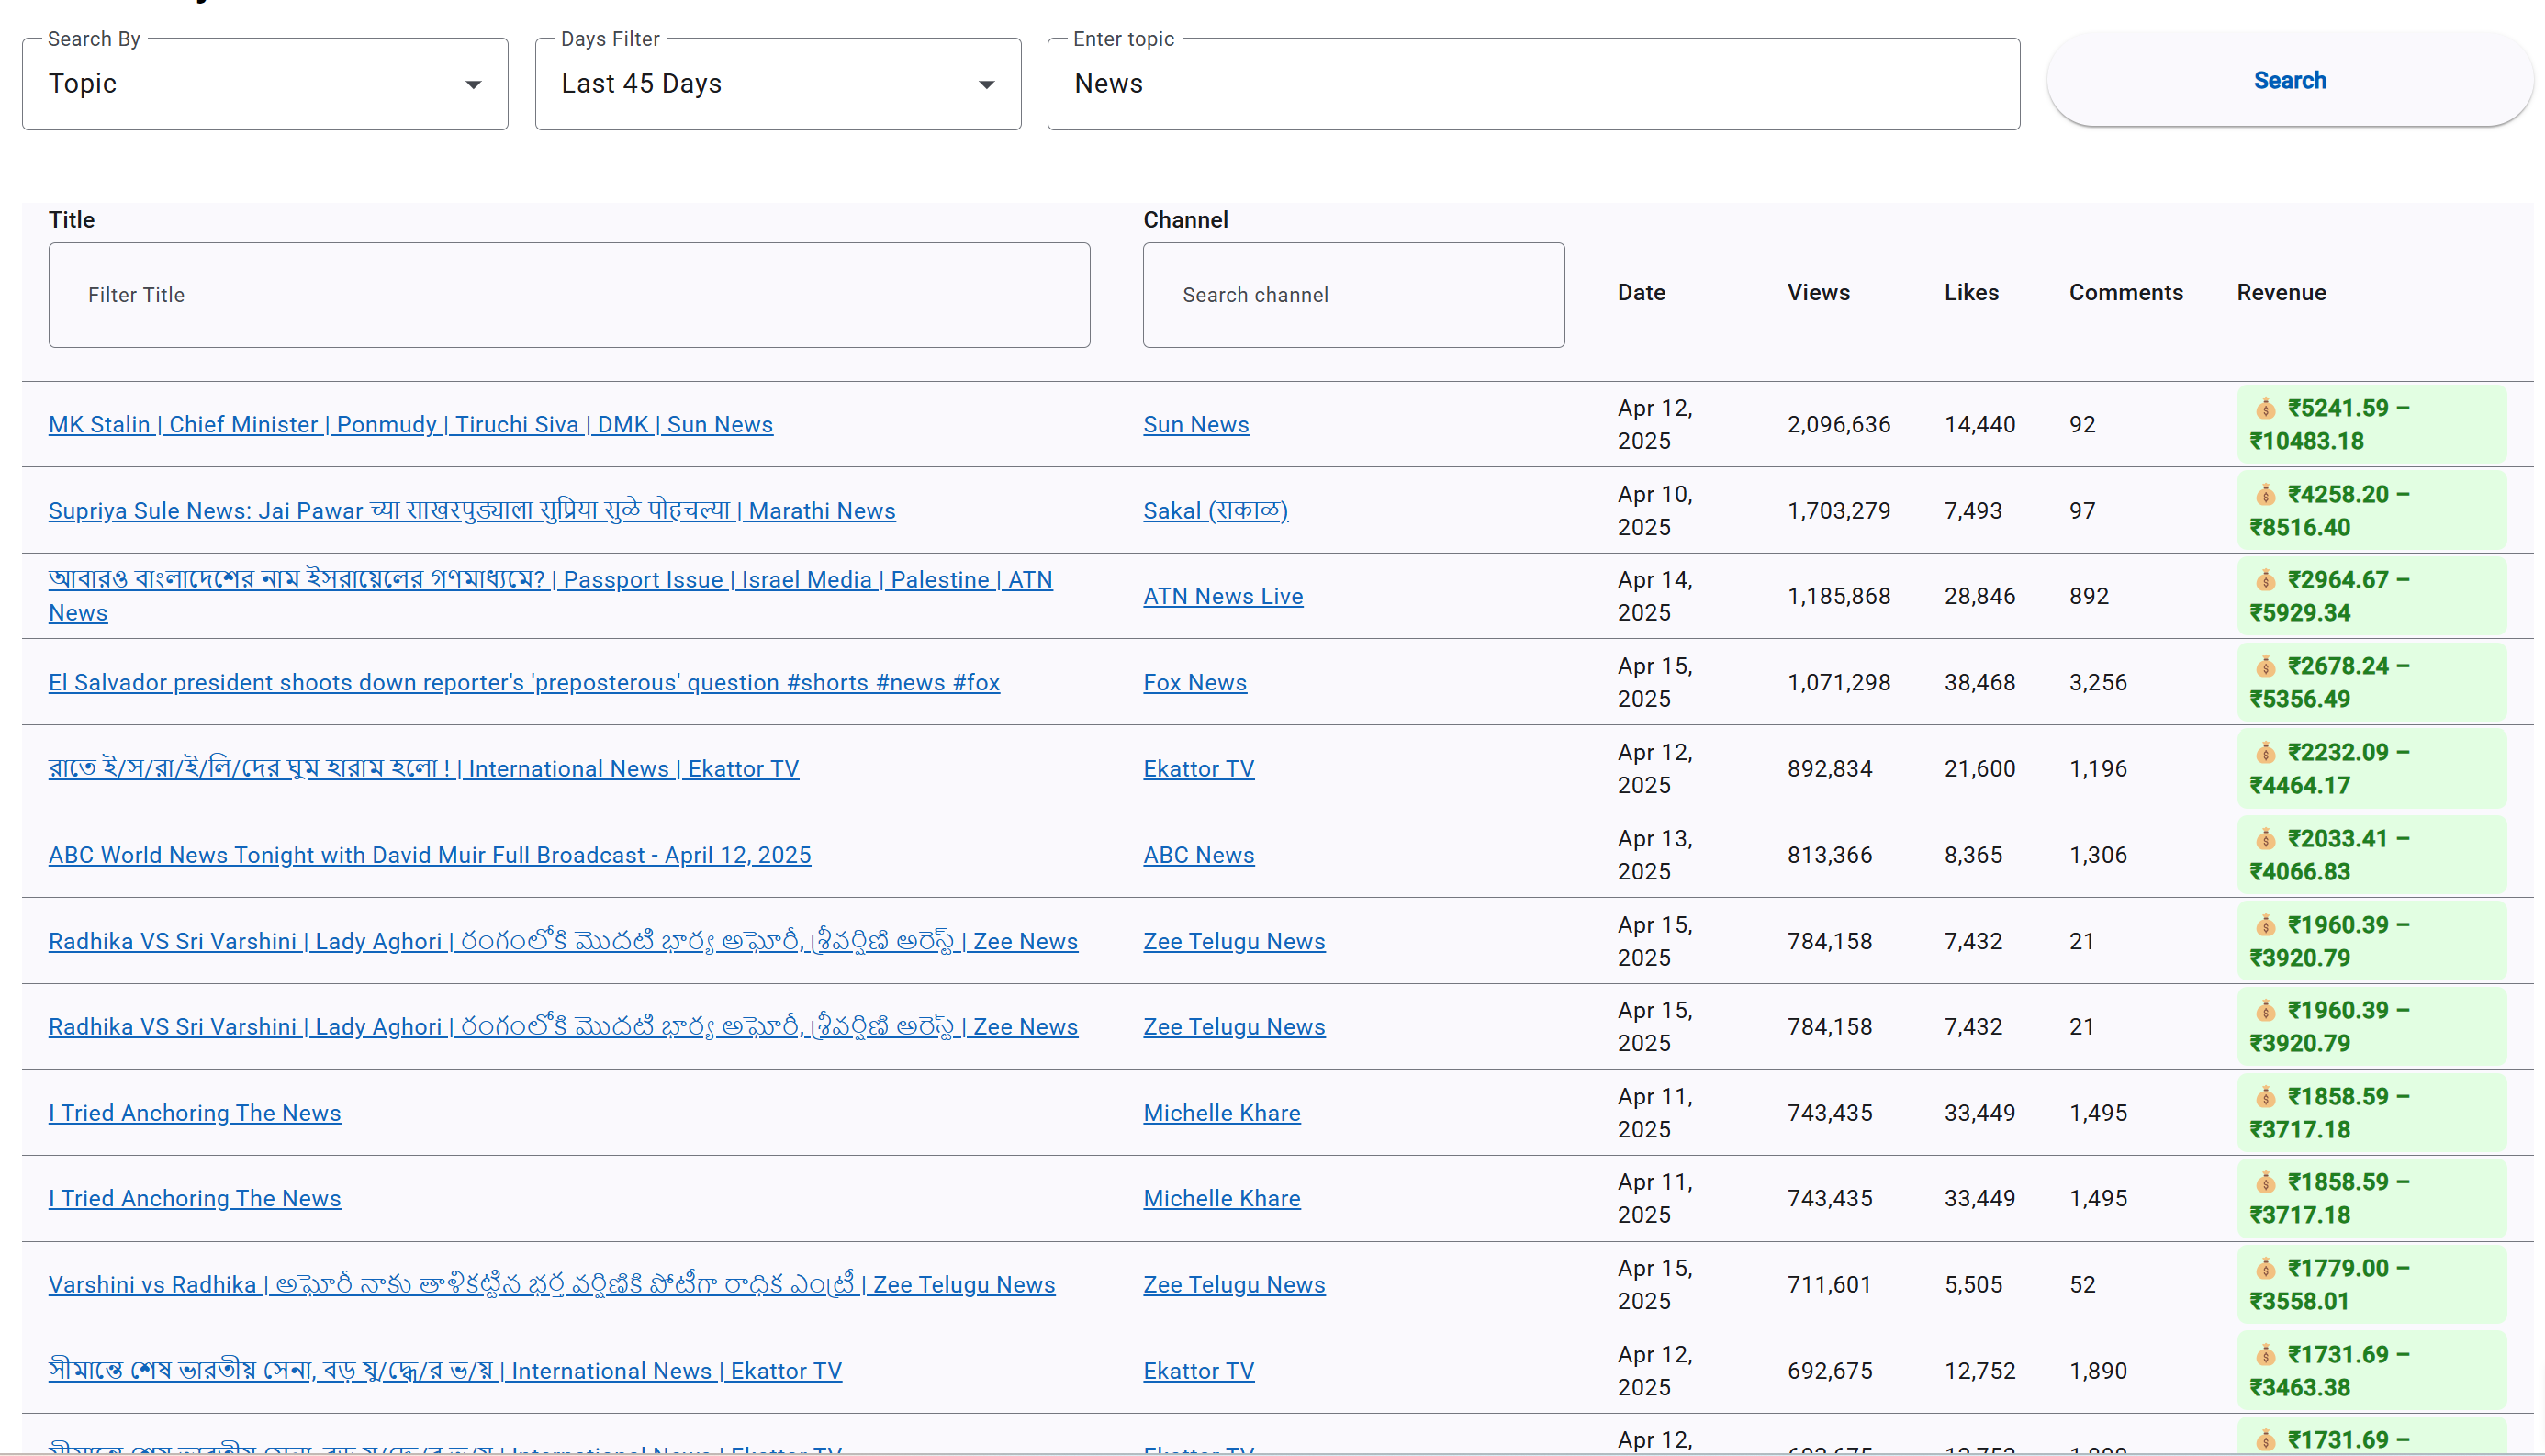 Search By
Topic
Days Filter
Last 45 Days
Enter topic
News
Search
Title
Filter Title
Channel
Search channel
Date
Views
Likes
Comments
Revenue
MK Stalin | Chief Minister | Ponmudy | Tiruchi Siva | DMK | Sun News
Sun News
Apr 12,
2025
2,096,636
14,440
92
💰 ₹5241.59 –
₹10483.18
Supriya Sule News: Jai Pawar च्या साखरपुड्याला सुप्रिया सुळे पोहचल्या | Marathi News
Sakal (सकाळ)
Apr 10,
2025
1,703,279
7,493
97
💰 ₹4258.20 –
₹8516.40
আবারও বাংলাদেশের নাম ইসরায়েলের গণমাধ্যমে? | Passport Issue | Israel Media | Palestine | ATN
News
ATN News Live
Apr 14,
2025
1,185,868
28,846
892
💰 ₹2964.67 –
₹5929.34
El Salvador president shoots down reporter's 'preposterous' question #shorts #news #fox
Fox News
Apr 15,
2025
1,071,298
38,468
3,256
💰 ₹2678.24 –
₹5356.49
রাতে ই/স/রা/ই/লি/দের ঘুম হারাম হলো ! | International News | Ekattor TV
Ekattor TV
Apr 12,
2025
892,834
21,600
1,196
💰 ₹2232.09 –
₹4464.17
ABC World News Tonight with David Muir Full Broadcast - April 12, 2025
ABC News
Apr 13,
2025
813,366
8,365
1,306
💰 ₹2033.41 –
₹4066.83
Radhika VS Sri Varshini | Lady Aghori | రంగంలోకి మొదటి భార్య అఘోరీ, శ్రీవర్షిణి అరెస్ట్ | Zee News
Zee Telugu News
Apr 15,
2025
784,158
7,432
21
💰 ₹1960.39 –
₹3920.79
Radhika VS Sri Varshini | Lady Aghori | రంగంలోకి మొదటి భార్య అఘోరీ, శ్రీవర్షిణి అరెస్ట్ | Zee News
Zee Telugu News
Apr 15,
2025
784,158
7,432
21
💰 ₹1960.39 –
₹3920.79
I Tried Anchoring The News
Michelle Khare
Apr 11,
2025
743,435
33,449
1,495
💰 ₹1858.59 –
₹3717.18
I Tried Anchoring The News
Michelle Khare
Apr 11,
2025
743,435
33,449
1,495
💰 ₹1858.59 –
₹3717.18
Varshini vs Radhika | అఘోరీ నాకు తాళికట్టిన భర్త వర్షిణికి పోటీగా రాధిక ఎంట్రీ | Zee Telugu News
Zee Telugu News
Apr 15,
2025
711,601
5,505
52
💰 ₹1779.00 –
₹3558.01
সীমান্তে শেষ ভারতীয় সেনা, বড় যু/দ্ধে/র ভ/য় | International News | Ekattor TV
Ekattor TV
Apr 12,
2025
692,675
12,752
1,890
💰 ₹1731.69 –
₹3463.38
Apr 12,
💰 ₹1731.69 –